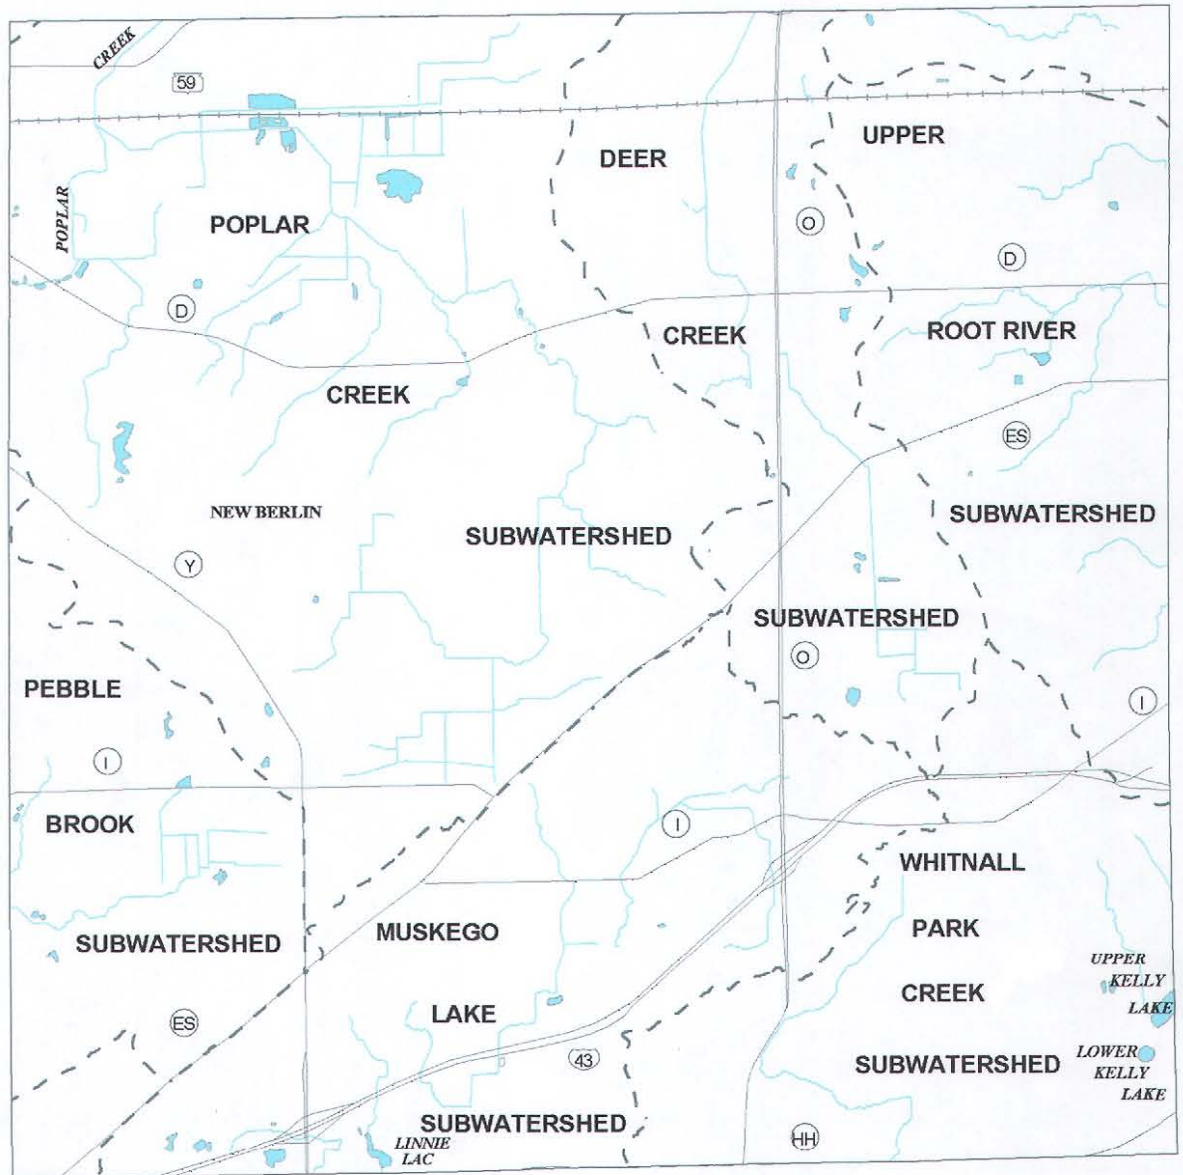 CREEK
59
UPPER
DEER
POPLAR
POPLAR
O
D
D
ROOT RIVER
CREEK
CREEK
ES
NEW BERLIN
SUBWATERSHED
SUBWATERSHED
Y
SUBWATERSHED
O
PEBBLE
I
I
BROOK
I
WHITNALL
MUSKEGO
PARK
SUBWATERSHED
UPPER
KELLY
LAKE
CREEK
LAKE
ES
43
LOWER
KELLY
LAKE
SUBWATERSHED
SUBWATERSHED
HH
LINNIE
LAC